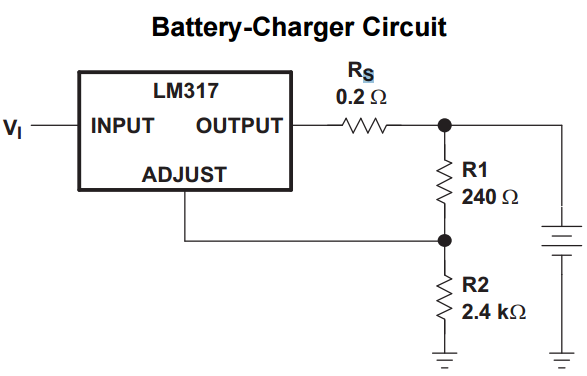 Battery-Charger Circuit
RS
0.2 Ω
LM317
VI
INPUT
OUTPUT
ADJUST
R1
240 Ω
R2
2.4 kΩ